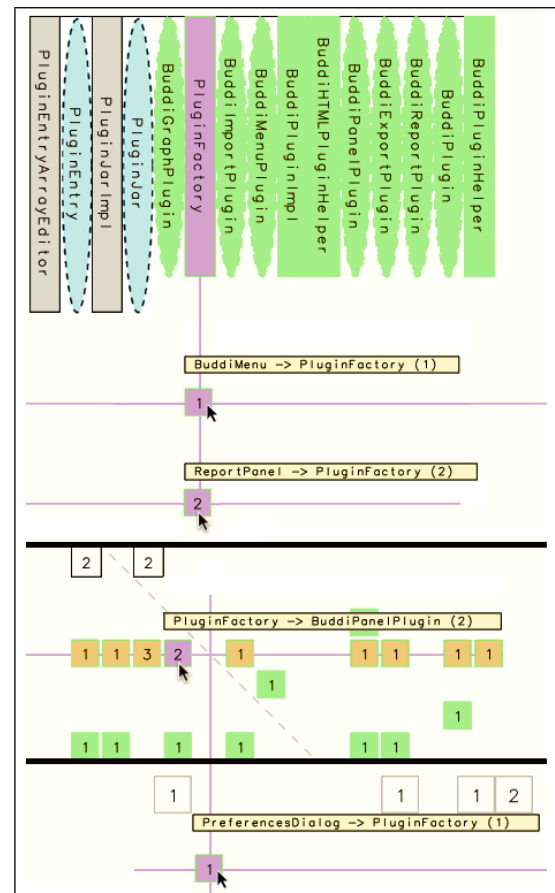 PluginEntryArrayEditor
PluginEntry
PluginJarImpl
PluginJar
BuddiGraphPlugin
PluginFactory
BuddiImportPlugin
BuddiMenuPlugin
BuddiPluginImpl
BuddiHTMLPluginHelper
BuddiPanelPlugin
BuddiExportPlugin
BuddiReportPlugin
BuddiPlugin
BuddiPluginHelper
BuddiMenu -> PluginFactory (1)
1
ReportPanel -> PluginFactory (2)
2
2 2
PluginFactory -> BuddiPanelPlugin (2)
1 1 3 2 1 1 1 1 1
1
1
1 1 1 1 1 1
1 1 1 2
PreferencesDialog -> PluginFactory (1)
1